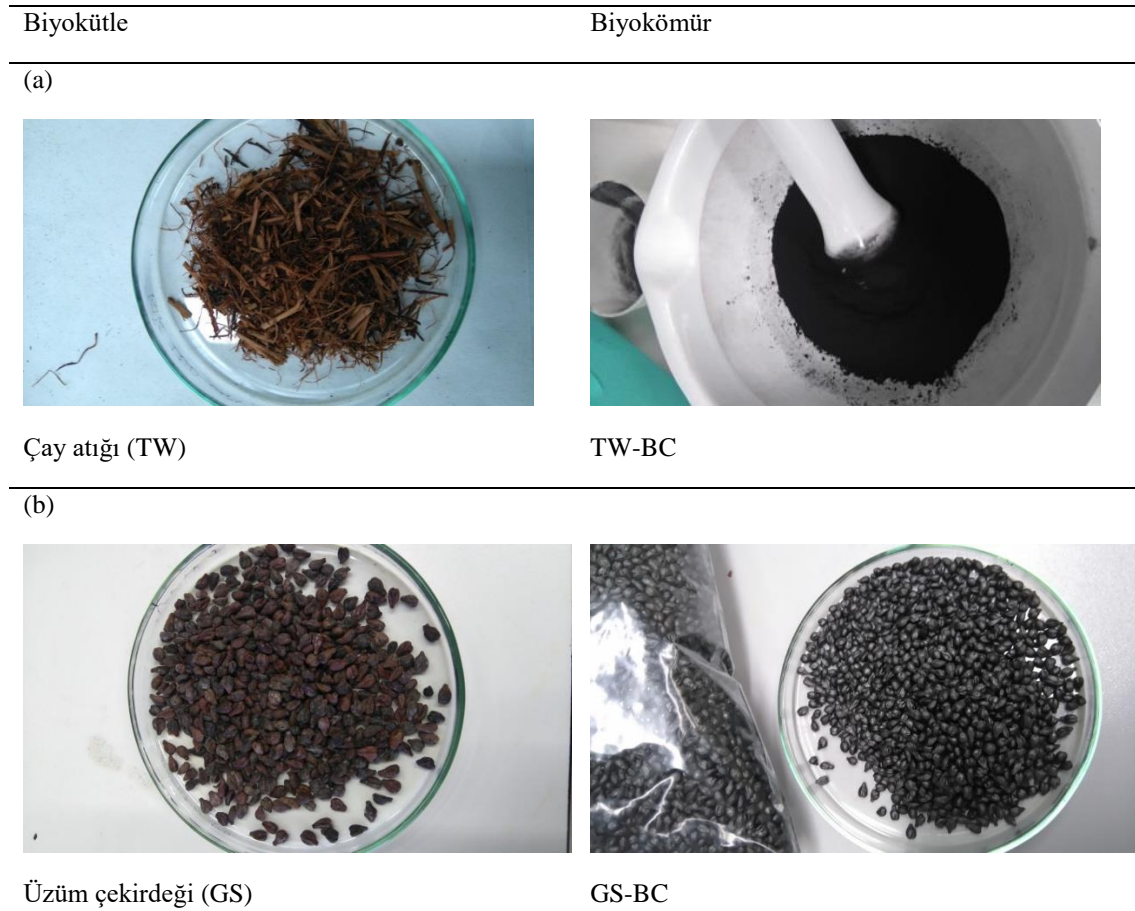 Biyokütle Biyokömür
(a)
Çay atığı (TW) TW-BC
(b)
Üzüm çekirdeği (GS) GS-BC